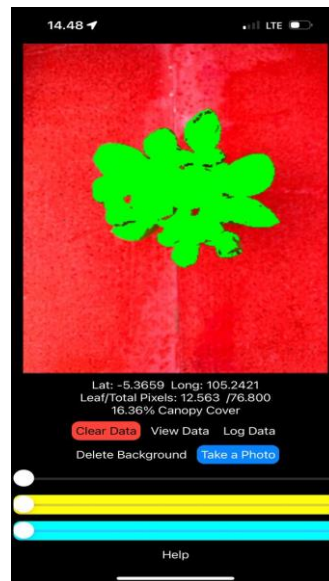 14.48 LTE
Lat: -5.3659 Long: 105.2421
Leaf/Total Pixels: 12.563 /76.800
16.36% Canopy Cover
Clear Data View Data Log Data
Delete Background Take a Photo
Help